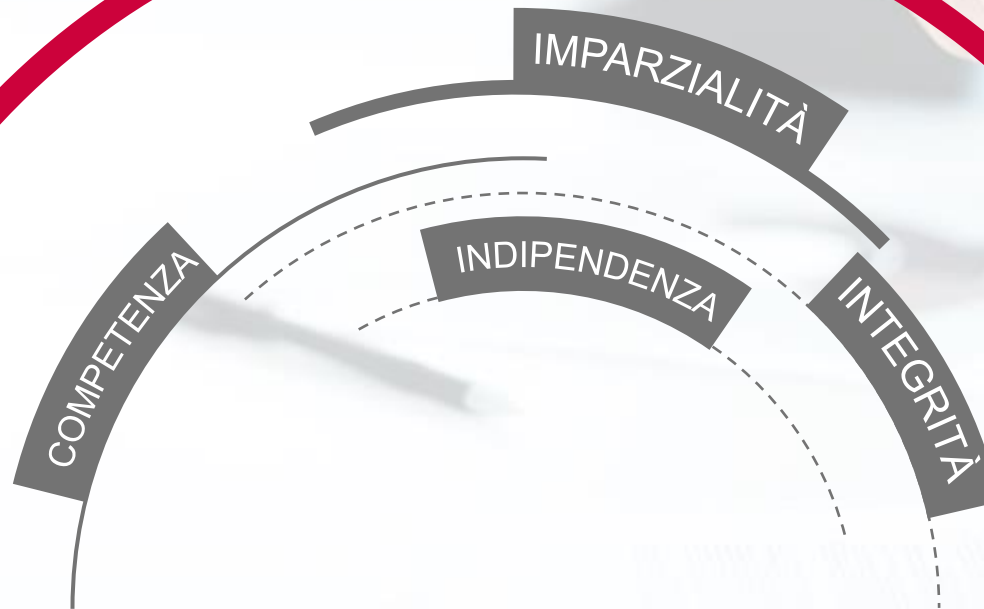 IMPARZIALITÀ
INDIPENDENZA
COMPETENZA
INTEGRITÀ